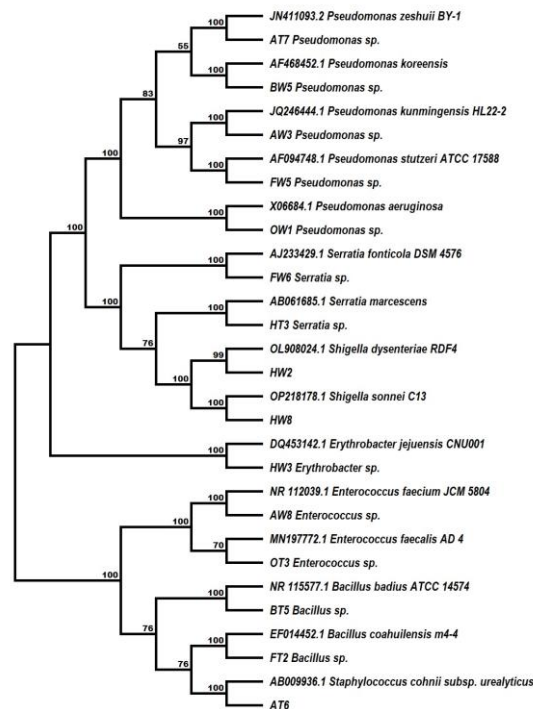 JN411093.2 Pseudomonas zeshuii BY-1
100
AT7 Pseudomonas sp.
55
AF468452.1 Pseudomonas koreensis
100
BW5 Pseudomonas sp.
83
JQ246444.1 Pseudomonas kunmingensis HL22-2
100
AW3 Pseudomonas sp.
97
AF094748.1 Pseudomonas stutzeri ATCC 17588
100
FW5 Pseudomonas sp.
100
X06684.1 Pseudomonas aeruginosa
100
OW1 Pseudomonas sp.
100
AJ233429.1 Serratia fonticola DSM 4576
100
FW6 Serratia sp.
100
AB061685.1 Serratia marcescens
100
HT3 Serratia sp.
76
OL908024.1 Shigella dysenteriae RDF4
99
HW2
100
OP218178.1 Shigella sonnei C13
100
HW8
DQ453142.1 Erythrobacter jejuensis CNU001
100
HW3 Erythrobacter sp.
NR 112039.1 Enterococcus faecium JCM 5804
100
AW8 Enterococcus sp.
100
MN197772.1 Enterococcus faecalis AD 4
70
OT3 Enterococcus sp.
100
NR 115577.1 Bacillus badius ATCC 14574
100
BT5 Bacillus sp.
76
EF014452.1 Bacillus coahuilensis m4-4
100
FT2 Bacillus sp.
76
AB009936.1 Staphylococcus cohnii subsp. urealyticus
100
AT6